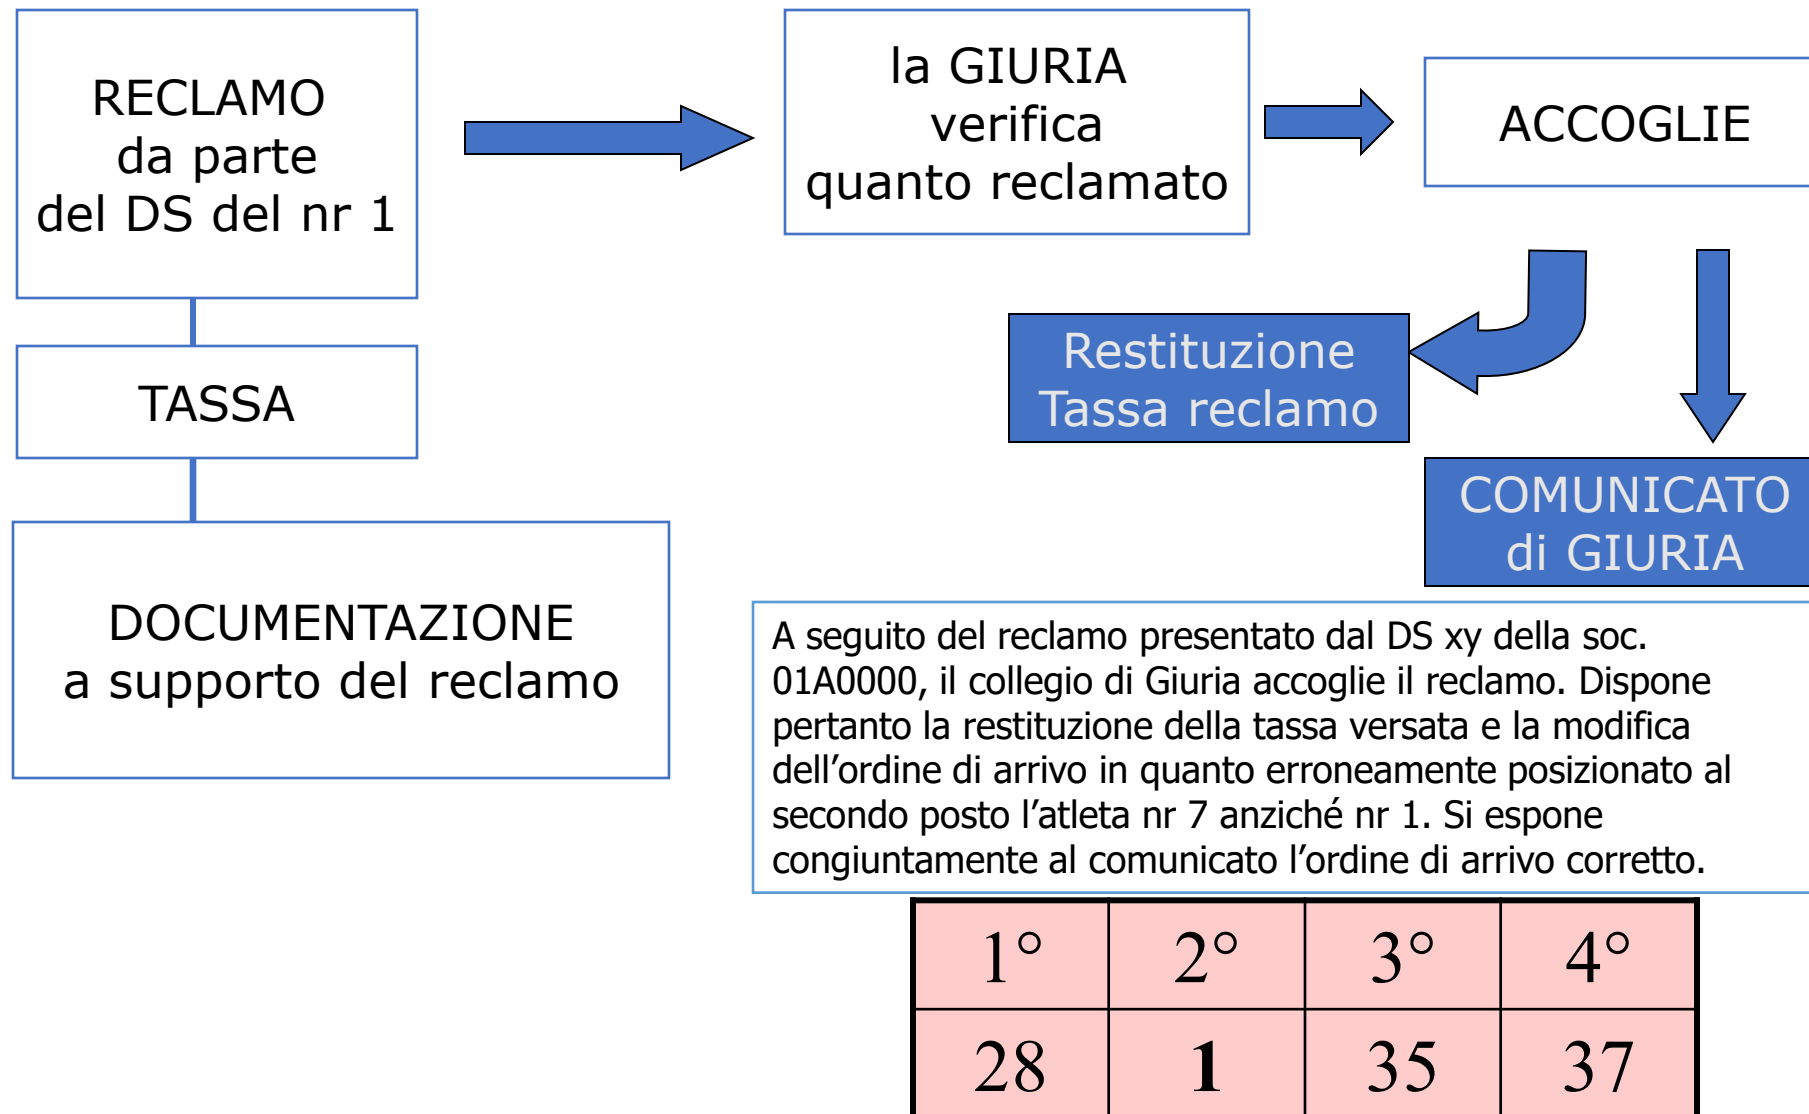 RECLAMO
da parte
del DS del nr 1
la GIURIA
verifica
quanto reclamato
ACCOGLIE
TASSA
Restituzione
Tassa reclamo
COMUNICATO
di GIURIA
DOCUMENTAZIONE
a supporto del reclamo
A seguito del reclamo presentato dal DS xy della soc.
01A0000, il collegio di Giuria accoglie il reclamo. Dispone
pertanto la restituzione della tassa versata e la modifica
dell’ordine di arrivo in quanto erroneamente posizionato al
secondo posto l’atleta nr 7 anziché nr 1. Si espone
congiuntamente al comunicato l’ordine di arrivo corretto.
1° 2° 3° 4°
28 1 35 37